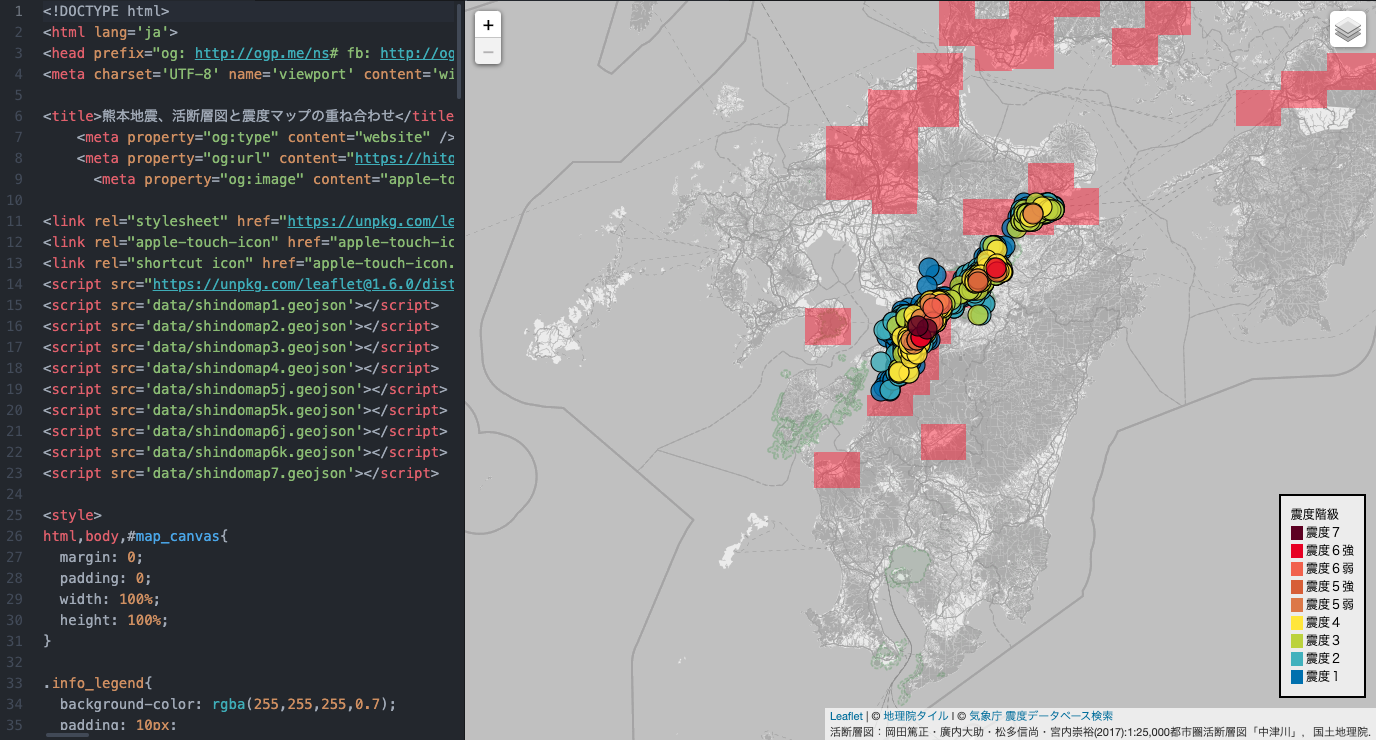 1 <!DOCTYPE html>
2 <html lang='ja'>
3 <head prefix="og: http://ogp.me/ns# fb: http://og
4 <meta charset='UTF-8' name='viewport' content='wi
5
6 <title>熊本地震、活断層図と震度マップの重ね合わせ</title
7 <meta property="og:type" content="website" />
8 <meta property="og:url" content="https://hito
9 <meta property="og:image" content="apple-to
10
11 <link rel="stylesheet" href="https://unpkg.com/le
12 <link rel="apple-touch-icon" href="apple-touch-ic
13 <link rel="shortcut icon" href="apple-touch-icon.
14 <script src="https://unpkg.com/leaflet@1.6.0/dist
15 <script src='data/shindomap1.geojson'></script>
16 <script src='data/shindomap2.geojson'></script>
17 <script src='data/shindomap3.geojson'></script>
18 <script src='data/shindomap4.geojson'></script>
19 <script src='data/shindomap5j.geojson'></script>
20 <script src='data/shindomap5k.geojson'></script>
21 <script src='data/shindomap6j.geojson'></script>
22 <script src='data/shindomap6k.geojson'></script>
23 <script src='data/shindomap7.geojson'></script>
24
25 <style>
26 html,body,#map_canvas{
27 margin: 0;
28 padding: 0;
29 width: 100%;
30 height: 100%;
31 }
32
33 .info_legend{
34 background-color: rgba(255,255,255,0.7);
35 padding: 10px;
+
−
震度階級
震度７
震度６強
震度６弱
震度５強
震度５弱
震度４
震度３
震度２
震度１
Leaflet | © 地理院タイル | © 気象庁 震度データベース検索
活断層図：岡田篤正・廣内大助・松多信尚・宮内崇裕(2017):1:25,000都市圏活断層図「中津川」，国土地理院.